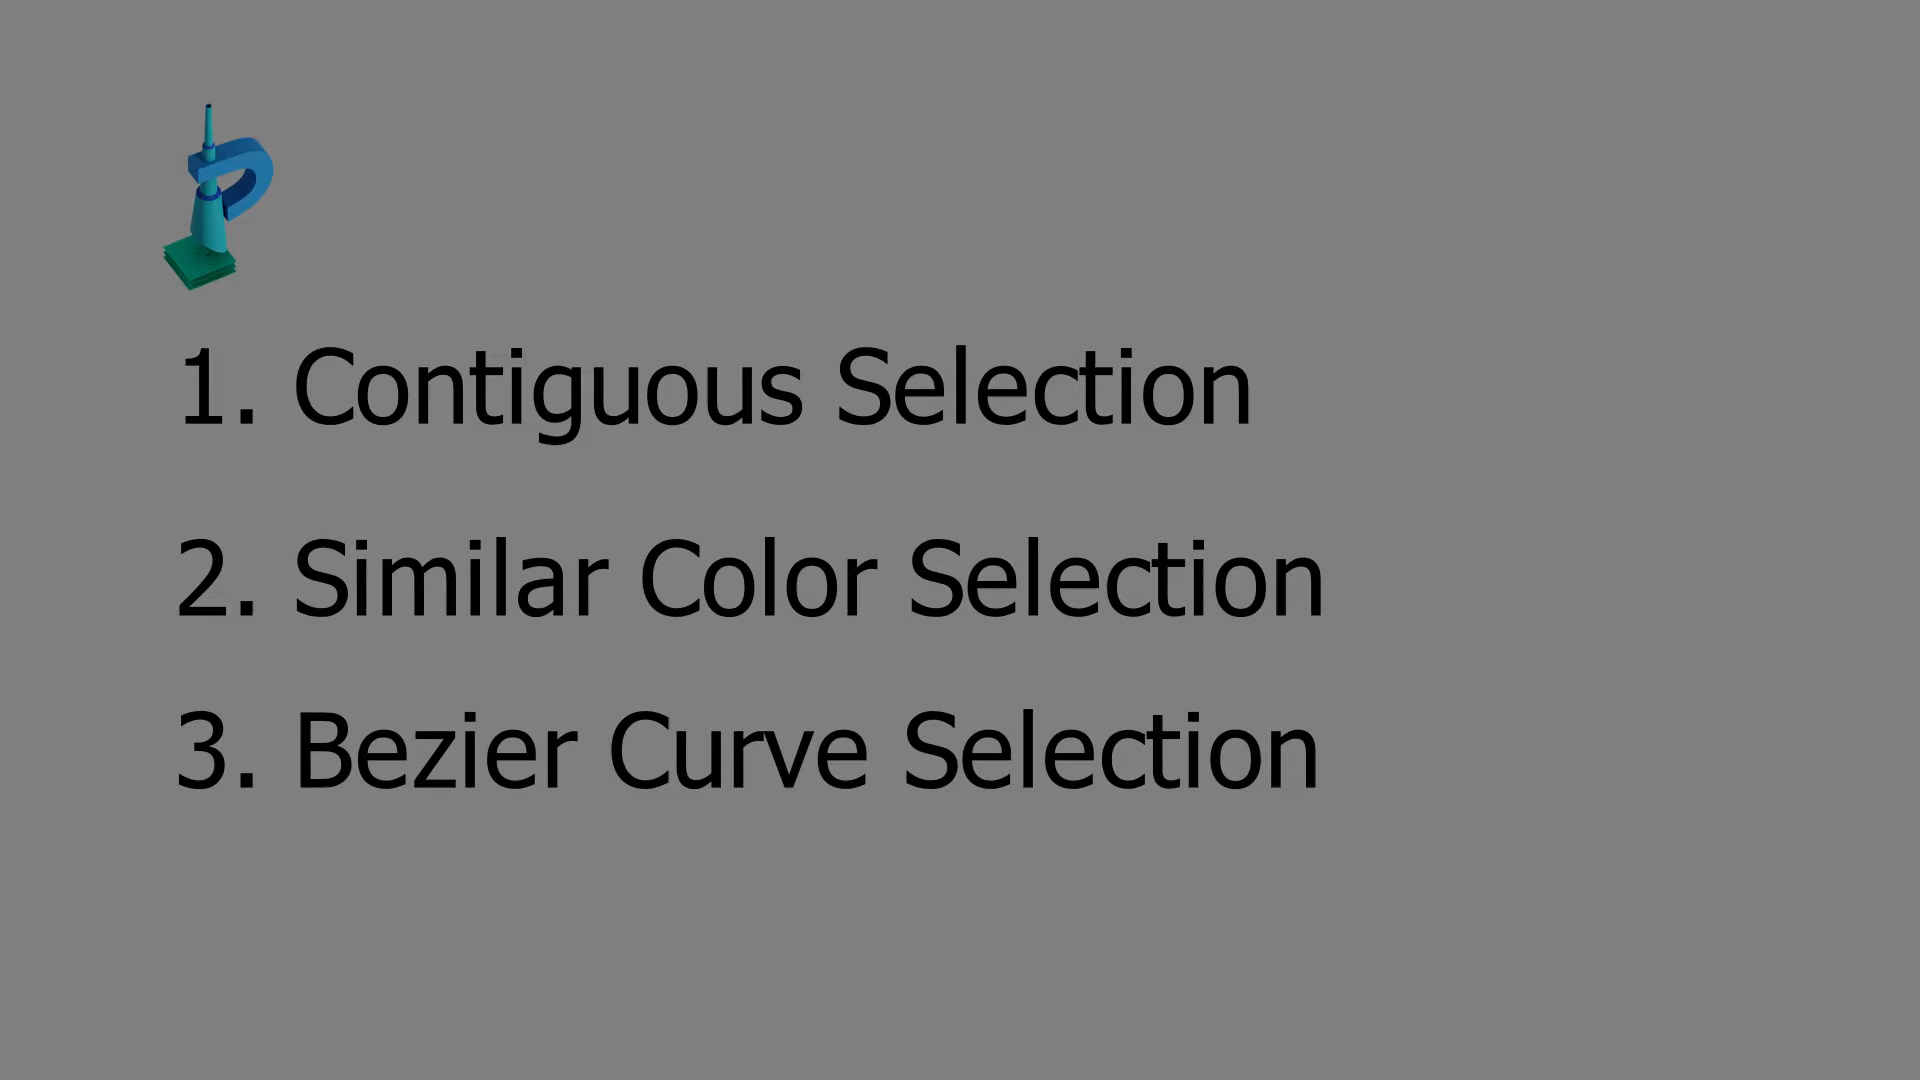 1. Contiguous Selection
2. Similar Color Selection
3. Bezier Curve Selection